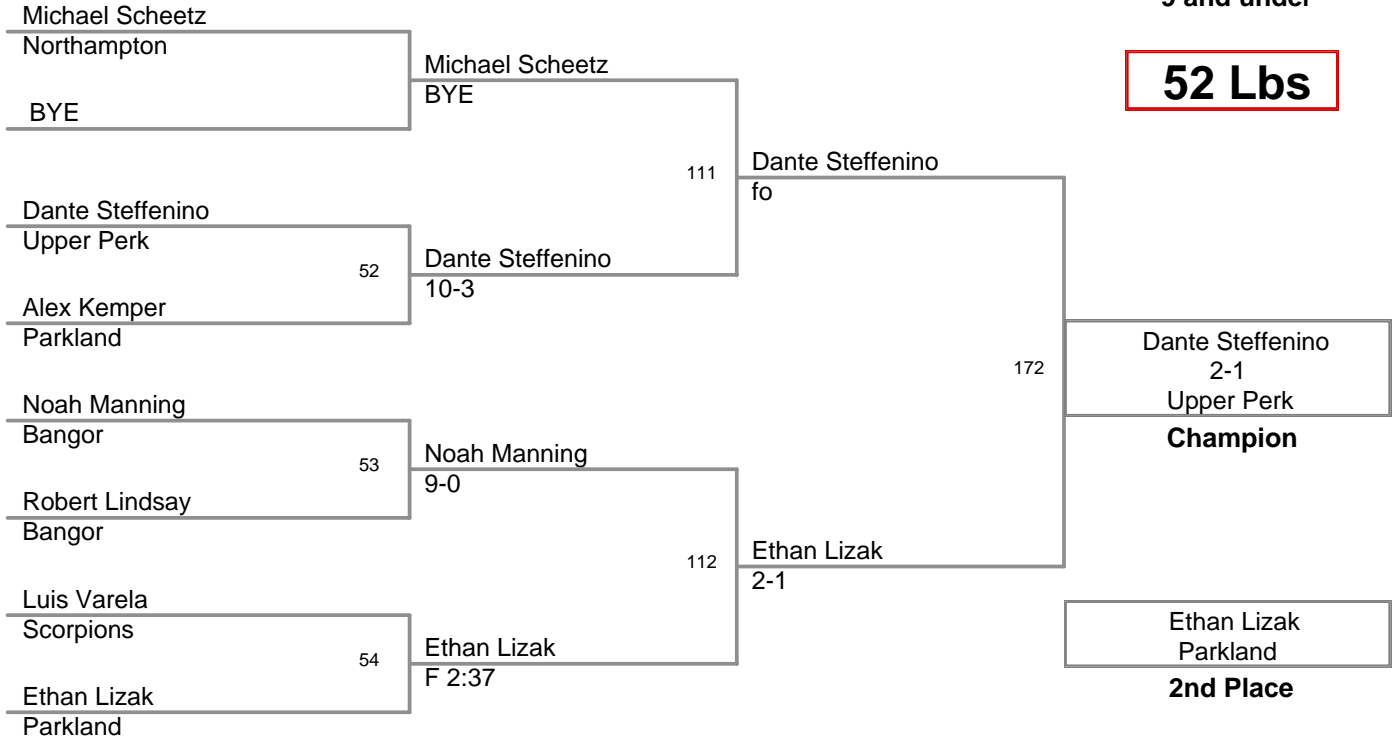 9 and under
52 Lbs
Michael Scheetz
Northampton
BYE
Dante Steffenino
Upper Perk
52
Alex Kemper
Parkland
Noah Manning
Bangor
53
Robert Lindsay
Bangor
Luis Varela
Scorpions
54
Ethan Lizak
Parkland
Michael Scheetz
BYE
111
Dante Steffenino
10-3
Noah Manning
9-0
112
Ethan Lizak
F 2:37
Dante Steffenino
fo
172
Ethan Lizak
2-1
Dante Steffenino
2-1
Upper Perk
Champion
Ethan Lizak
Parkland
2nd Place